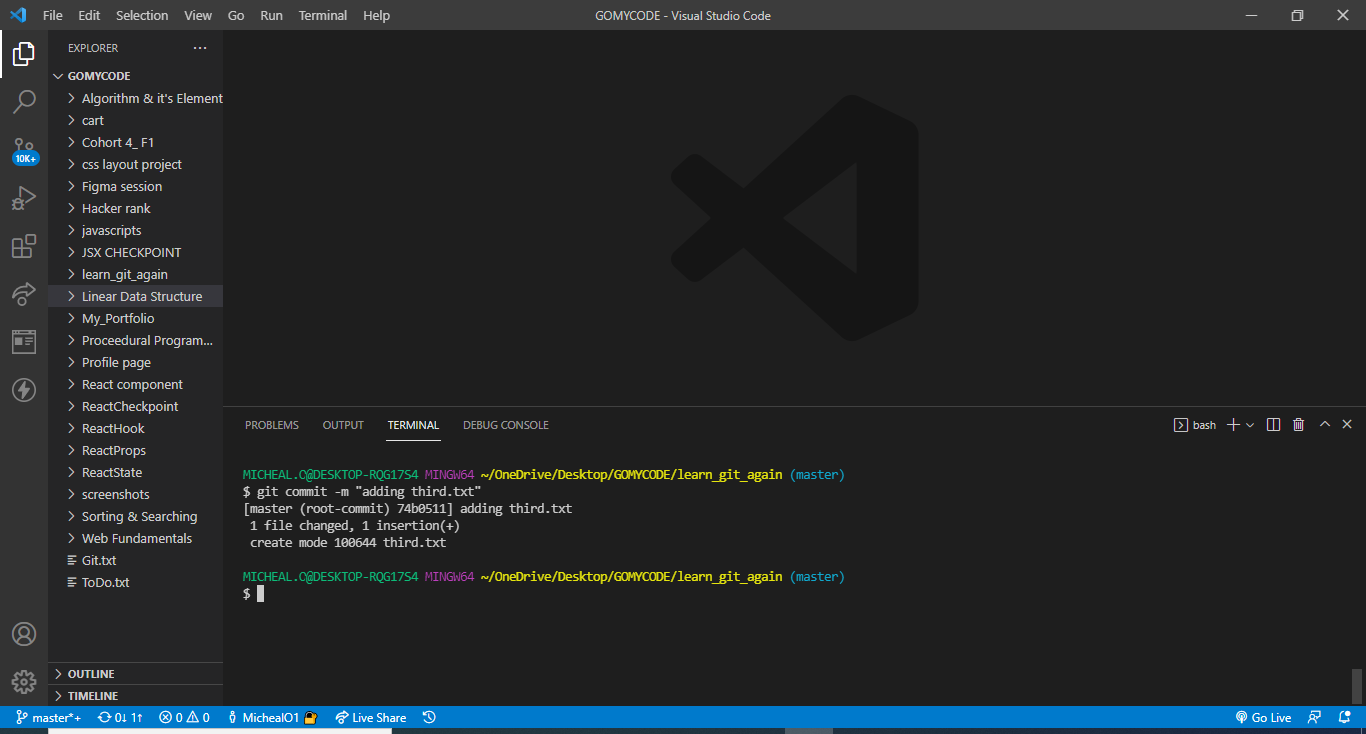 File Edit Selection View Go Run Terminal Help GOMYCODE - Visual Studio Code
EXPLORER
GOMYCODE
Algorithm & it's Element
cart
Cohort 4_ F1
10K+
css layout project
Figma session
Hacker rank
javascripts
JSX CHECKPOINT
learn_git_again
Linear Data Structure
My_Portfolio
Proceedural Program...
Profile page
React component
ReactCheckpoint
ReactHook
ReactProps
ReactState
screenshots
Sorting & Searching
Web Fundamentals
Git.txt
ToDo.txt
OUTLINE
TIMELINE
PROBLEMS OUTPUT TERMINAL DEBUG CONSOLE bash
MICHEAL.C@DESKTOP-RQG17S4 MINGW64 ~/OneDrive/Desktop/GOMYCODE/learn_git_again (master)
$ git commit -m "adding third.txt"
[master (root-commit) 74b0511] adding third.txt
1 file changed, 1 insertion(+)
create mode 100644 third.txt
MICHEAL.C@DESKTOP-RQG17S4 MINGW64 ~/OneDrive/Desktop/GOMYCODE/learn_git_again (master)
$
master*+ 0↓ 1↑ 0 0 MichealO1 Live Share Go Live